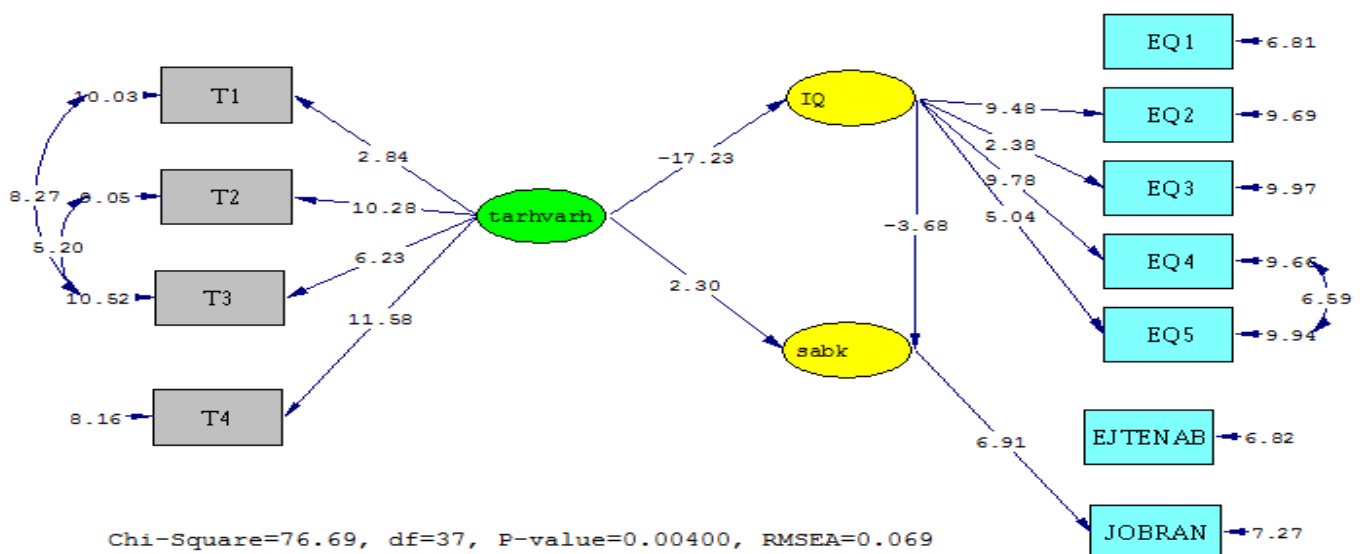 EQ1
6.81
10.03
T1
IQ
9.48
EQ2
9.69
2.84
-17.23
2.38
8.27
9.05
T2
10.28
tarhvarh
9.78
EQ3
9.97
5.20
6.23
-3.68
5.04
EQ4
9.66
10.52
T3
2.30
6.59
11.58
sabk
EQ5
9.94
8.16
T4
6.91
EJTENAB
6.82
JOBRAN
7.27
Chi-Square=76.69, df=37, P-value=0.00400, RMSEA=0.069